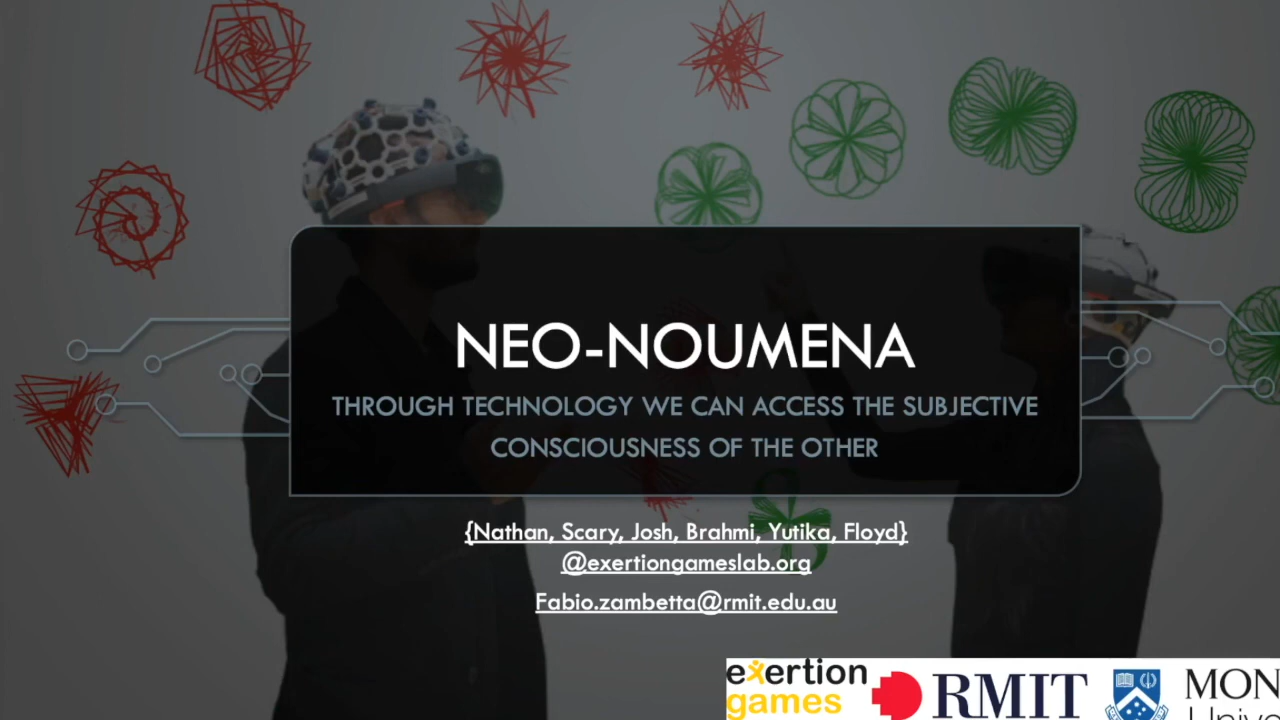 NEO-NOUMENA
THROUGH TECHNOLOGY WE CAN ACCESS THE SUBJECTIVE
CONSCIOUSNESS OF THE OTHER
{Nathan, Scary, Josh, Brahmi, Yutika, Floyd}
@exertiongameslab.org
Fabio.zambetta@rmit.edu.au
exertion
games
RMIT
MON